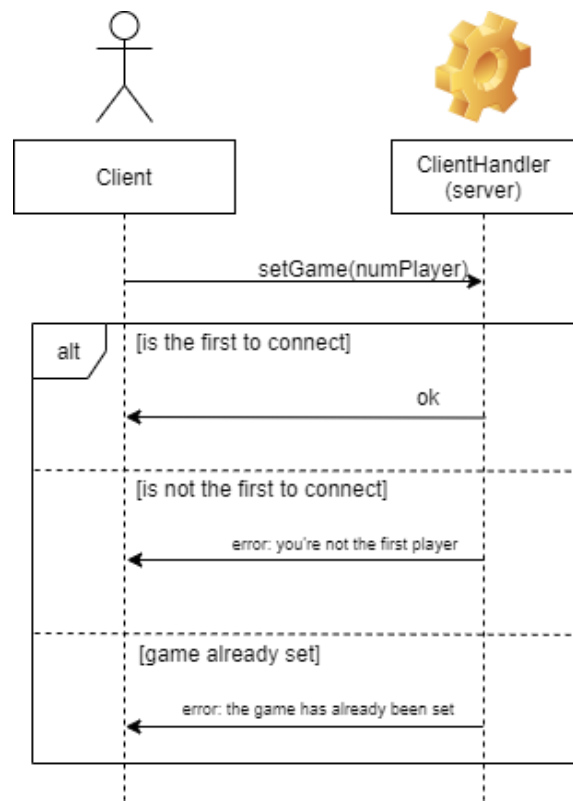 Client
ClientHandler
(server)
setGame(numPlayer)
alt
[is the first to connect]
ok
[is not the first to connect]
error: you're not the first player
[game already set]
error: the game has already been set